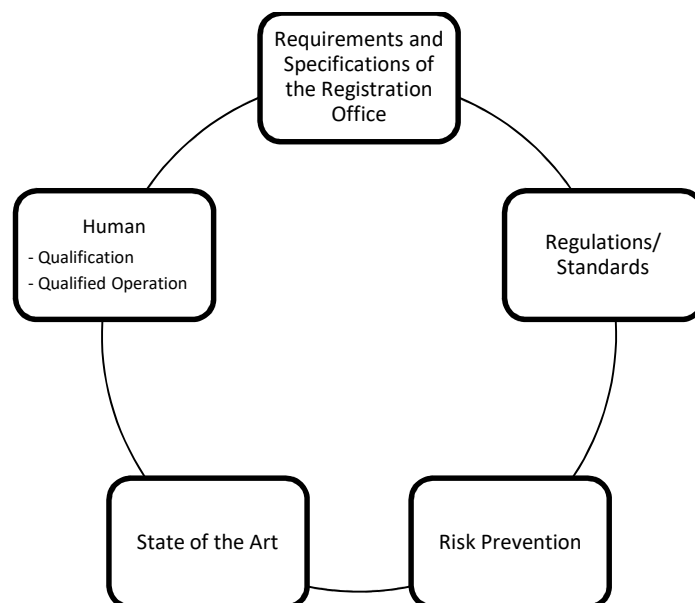 Requirements and
Specifications of
the Registration
Office
Human
- Qualification
- Qualified Operation
Regulations/
Standards
State of the Art
Risk Prevention